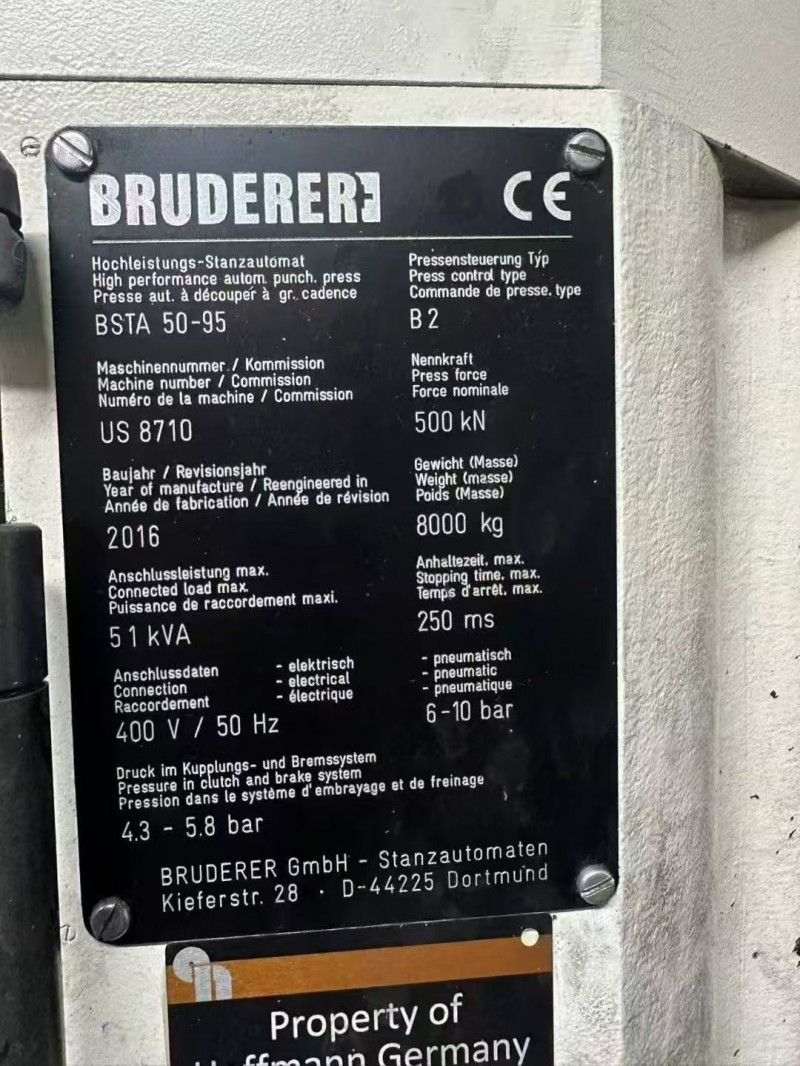 BRUDERER
CE
Hochleistungs-Stanzautomat
High performance autom. punch. press
Presse aut. à découper à gr. cadence
BSTA 50-95
Pressensteuerung Typ
Press control type
Commande de presse. type
B 2
Maschinennummer / Kommission
Machine number / Commission
Numéro de la machine / Commission
US 8710
Nennkraft
Press force
Force nominale
500 kN
Baujahr / Revisionsjahr
Year of manufacture / Reengineered in
Année de fabrication / Année de révision
2016
Gewicht (Masse)
Weight (masse)
Poids (Masse)
8000 kg
Anschlussleistung max.
Connected load max.
Puissance de raccordement maxi.
51 kVA
Anhaltezeit. max.
Stopping time. max.
Temps d'arrêt. max.
250 ms
Anschlussdaten - elektrisch
Connection - electrical
Raccordement - électrique
400 V / 50 Hz
- pneumatisch
- pneumatic
- pneumatique
6-10 bar
Druck im Kupplungs- und Bremssystem
Pressure in clutch and brake system
Pression dans le système d'embrayage et de freinage
4.3 - 5.8 bar
BRUDERER GmbH - Stanzautomaten
Kieferstr. 28 · D-44225 Dortmund
Property of
Hoffmann Germany